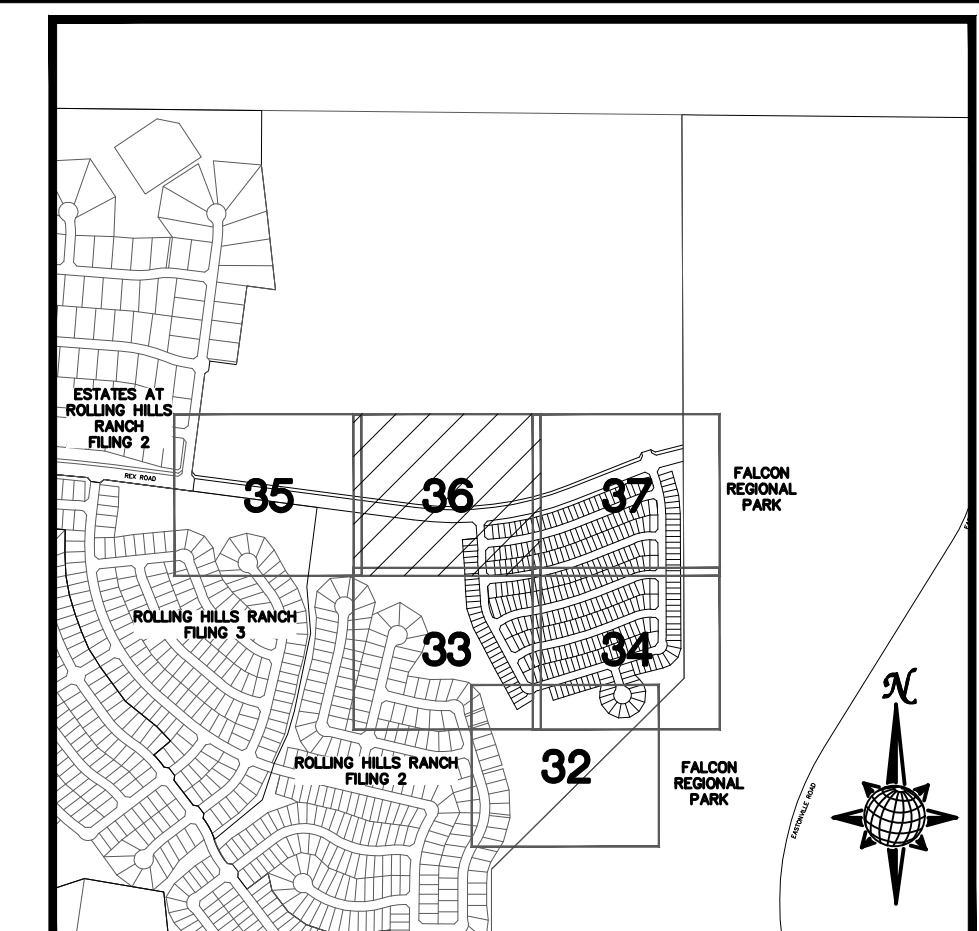 ESTATES AT
ROLLING HILLS
RANCH
FILING 2
REX ROAD
35
36
37
FALCON
REGIONAL
PARK
ROLLING HILLS RANCH
FILING 3
33
34
N
ROLLING HILLS RANCH
FILING 2
32
FALCON
REGIONAL
PARK
EASTONVILLE ROAD